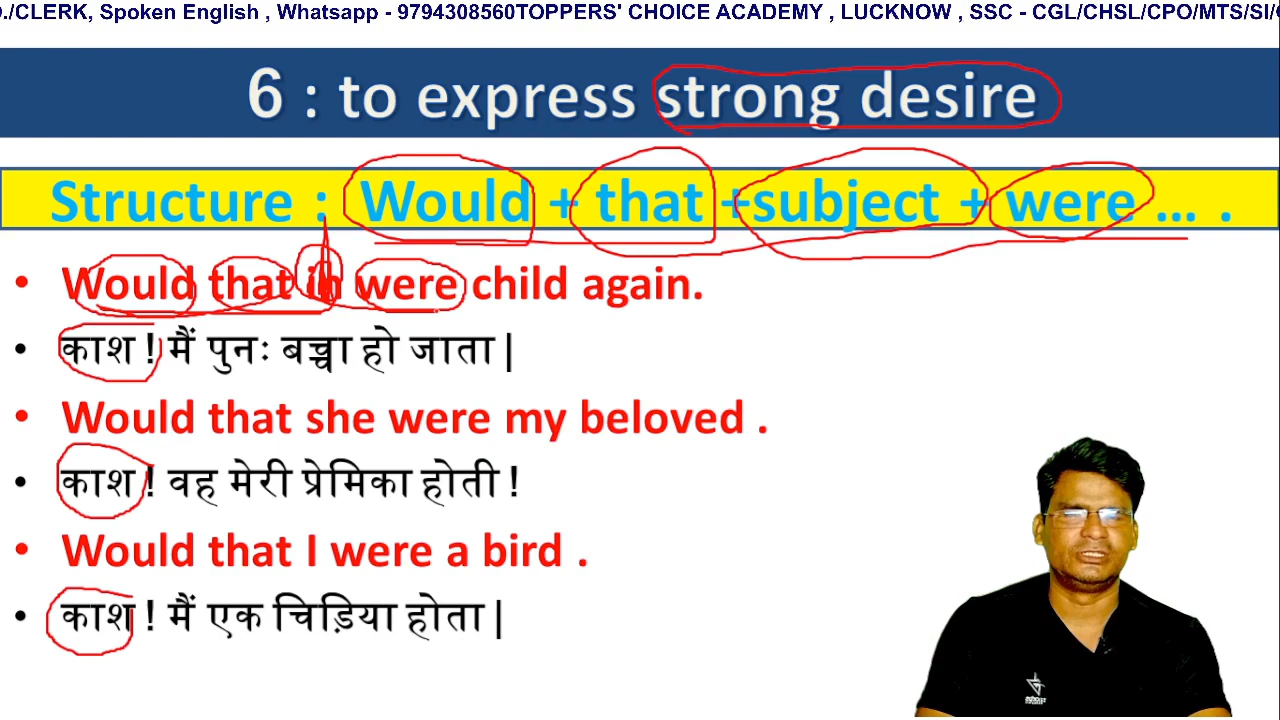 O./CLERK, Spoken English , Whatsapp - 9794308560TOPPERS' CHOICE ACADEMY , LUCKNOW , SSC - CGL/CHSL/CPO/MTS/SI/
6 : to express strong desire
Structure : Would + that +subject + were ... .
• Would that in were child again.
• काश ! मैं पुनः बच्चा हो जाता |
• Would that she were my beloved .
• काश ! वह मेरी प्रेमिका होती !
• Would that I were a bird .
• काश ! मैं एक चिड़िया होता |